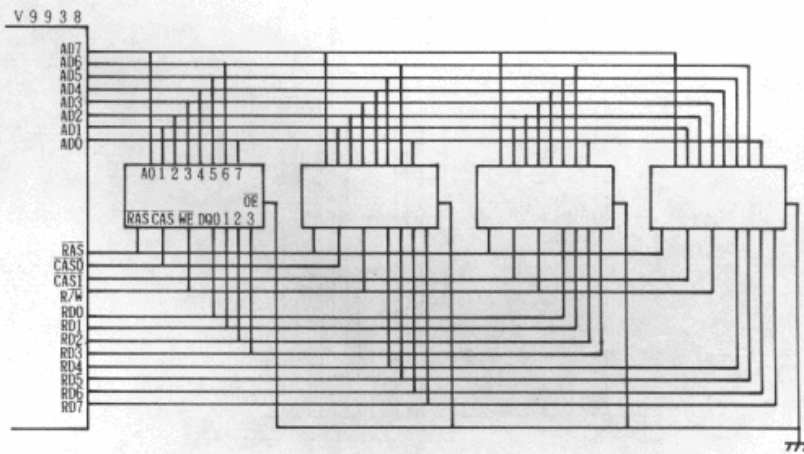 V9938
AD7
AD6
AD5
AD4
AD3
AD2
AD1
AD0
A0 1 2 3 4 5 6 7
OE
RAS CAS WE DQ0 1 2 3
RAS
CAS0
CAS1
R/W
RD0
RD1
RD2
RD3
RD4
RD5
RD6
RD7